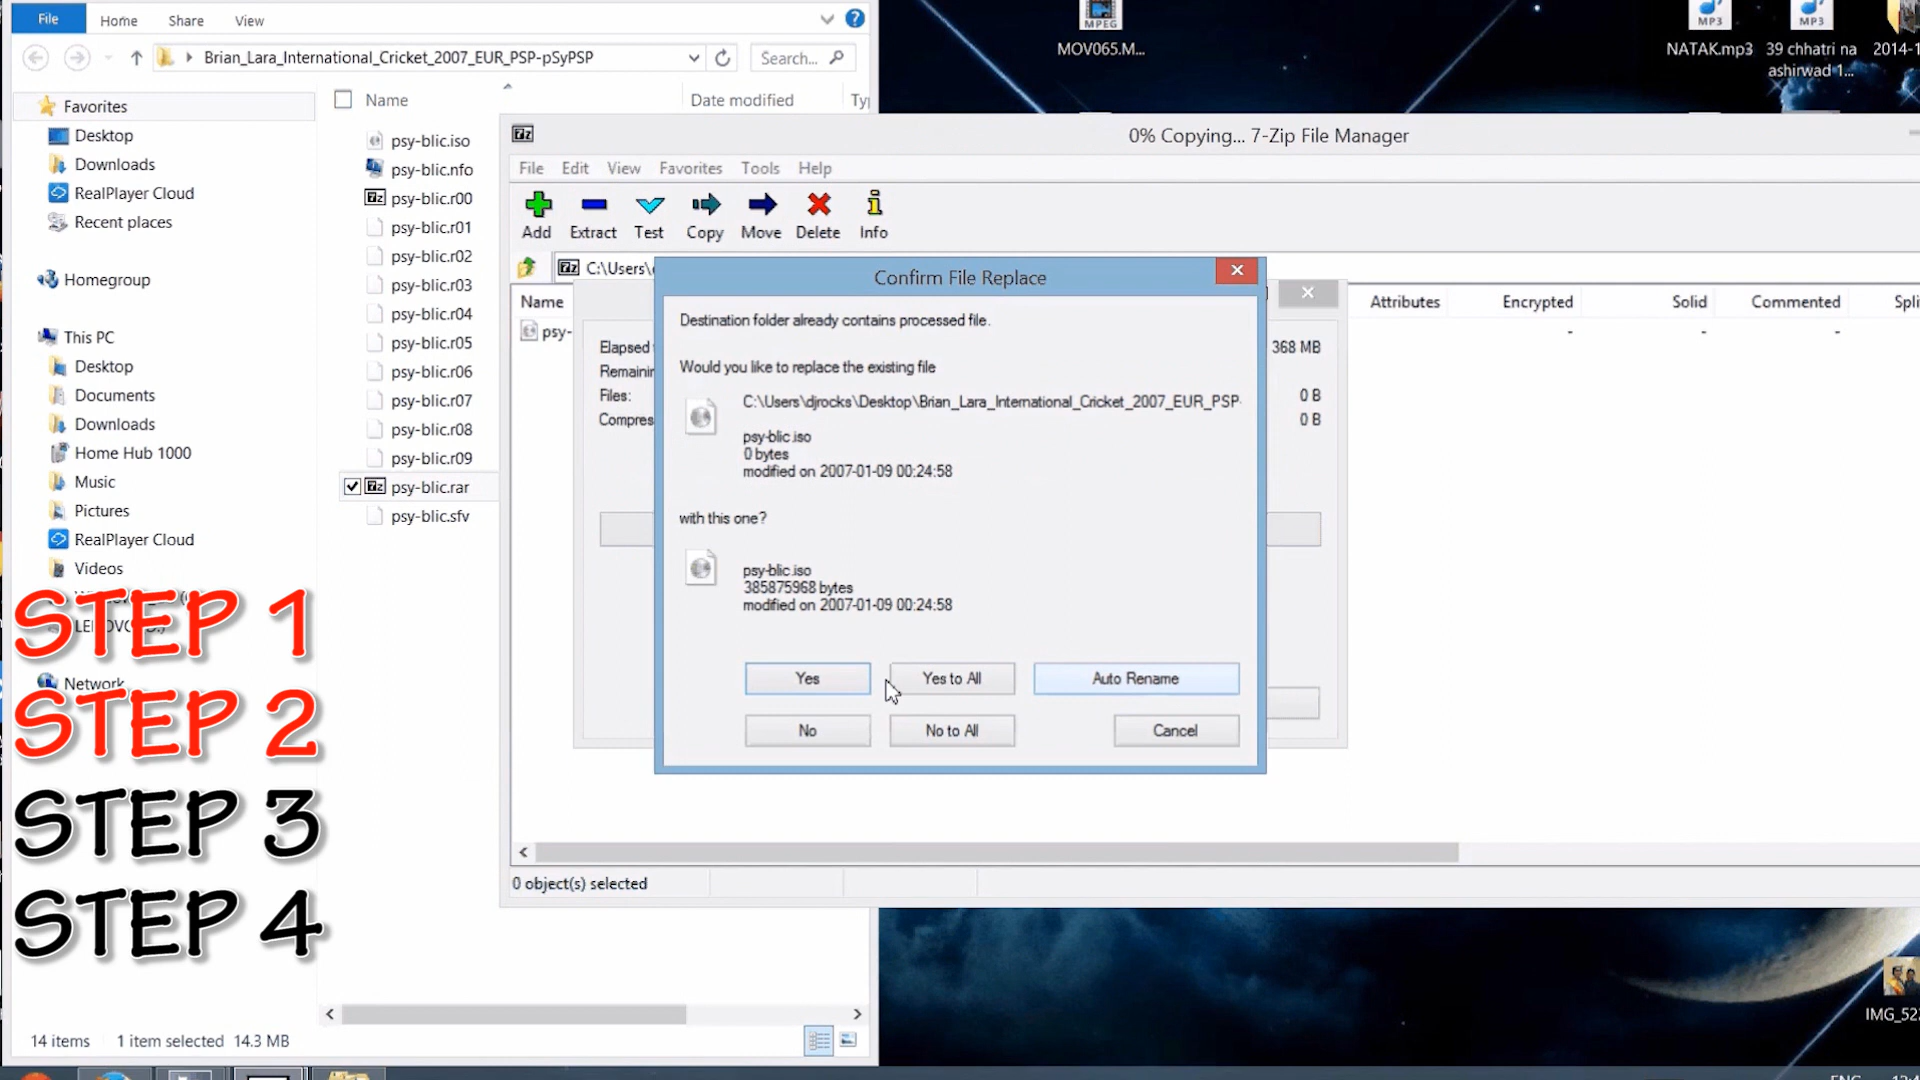 File Home Share View
Brian_Lara_International_Cricket_2007_EUR_PSP-pSyPSP
Search...
Favorites
Desktop
Downloads
RealPlayer Cloud
Recent places
Homegroup
This PC
Desktop
Documents
Downloads
Home Hub 1000
Music
Pictures
RealPlayer Cloud
Videos
Network
Name Date modified
psy-blic.iso
psy-blic.nfo
psy-blic.r00
psy-blic.r01
psy-blic.r02
psy-blic.r03
psy-blic.r04
psy-blic.r05
psy-blic.r06
psy-blic.r07
psy-blic.r08
psy-blic.r09
psy-blic.rar
psy-blic.sfv
14 items 1 item selected 14.3 MB
STEP 1
STEP 2
STEP 3
STEP 4
MPEG
MOV065.M...
MP3
NATAK.mp3
MP3
39 chhatri na
ashirwad 1...
2014-1
0% Copying... 7-Zip File Manager
File Edit View Favorites Tools Help
Add Extract Test Copy Move Delete Info
7z C:\Users\
Name Attributes Encrypted Solid Commented
psy-
Elapsed
Remainin
Files:
Compres
368 MB
0 B
0 B
Confirm File Replace
Destination folder already contains processed file.
Would you like to replace the existing file
C:\Users\djrocks\Desktop\Brian_Lara_International_Cricket_2007_EUR_PSP-
psy-blic.iso
0 bytes
modified on 2007-01-09 00:24:58
with this one?
psy-blic.iso
385875968 bytes
modified on 2007-01-09 00:24:58
Yes Yes to All Auto Rename
No No to All Cancel
0 object(s) selected
IMG_52